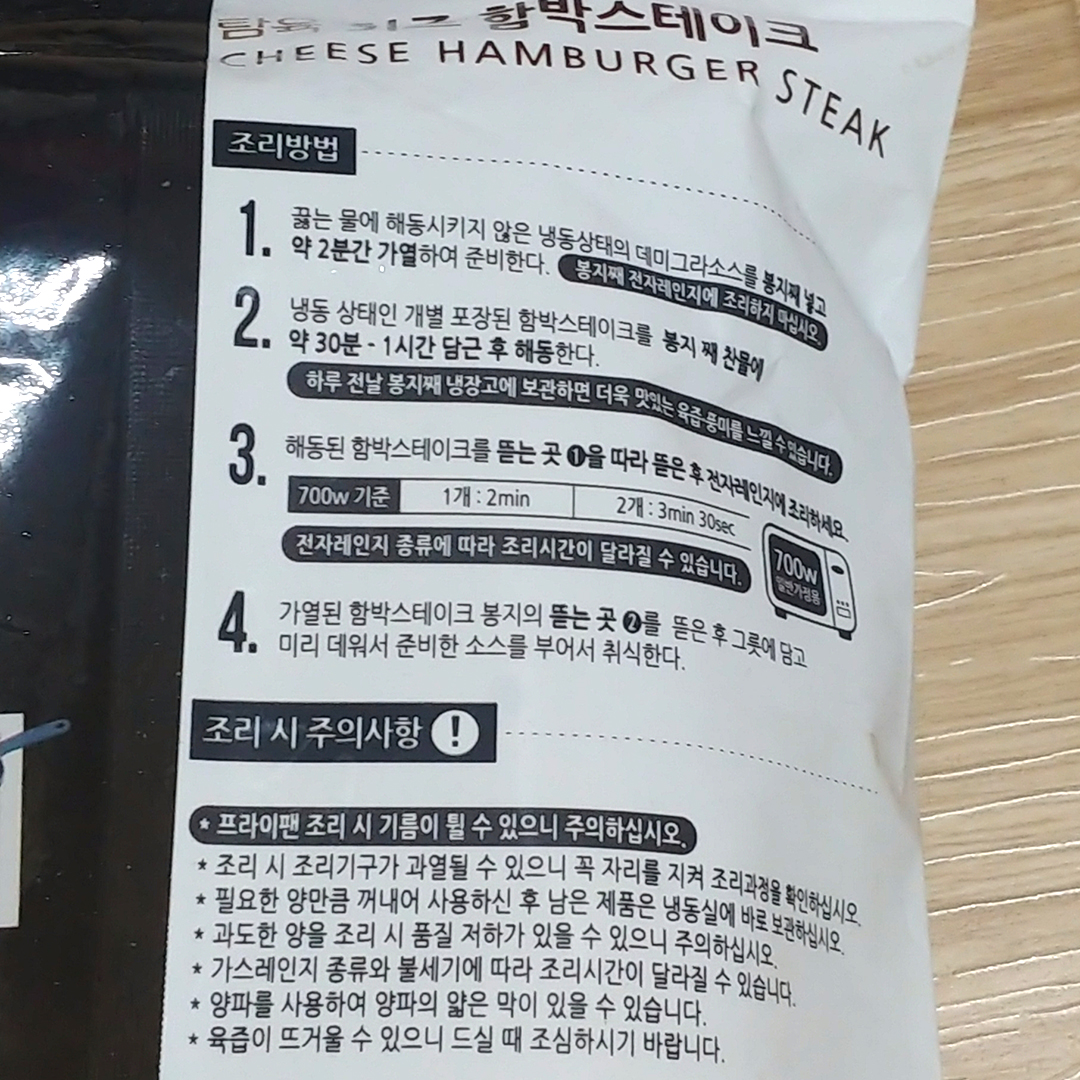 탐육 치즈 함박스테이크
CHEESE HAMBURGER STEAK
조리방법
1. 끓는 물에 해동시키지 않은 냉동상태의 데미그라소스를 봉지째 넣고
약 2분간 가열하여 준비한다. 봉지째 전자레인지에 조리하지 마십시오.
2. 냉동 상태인 개별 포장된 함박스테이크를 봉지 째 찬물에
약 30분 - 1시간 담근 후 해동한다.
하루 전날 봉지째 냉장고에 보관하면 더욱 맛있는 육즙·풍미를 느낄 수 있습니다.
3. 해동된 함박스테이크를 뜯는 곳 ❶을 따라 뜯은 후 전자레인지에 조리하세요.
700w 기준 1개 : 2min 2개 : 3min 30sec
전자레인지 종류에 따라 조리시간이 달라질 수 있습니다.
700w
일반가정용
4. 가열된 함박스테이크 봉지의 뜯는 곳 ❷를 뜯은 후 그릇에 담고
미리 데워서 준비한 소스를 부어서 취식한다.
조리 시 주의사항 !
* 프라이팬 조리 시 기름이 튈 수 있으니 주의하십시오.
* 조리 시 조리기구가 과열될 수 있으니 꼭 자리를 지켜 조리과정을 확인하십시오.
* 필요한 양만큼 꺼내어 사용하신 후 남은 제품은 냉동실에 바로 보관하십시오.
* 과도한 양을 조리 시 품질 저하가 있을 수 있으니 주의하십시오.
* 가스레인지 종류와 불세기에 따라 조리시간이 달라질 수 있습니다.
* 양파를 사용하여 양파의 얇은 막이 있을 수 있습니다.
* 육즙이 뜨거울 수 있으니 드실 때 조심하시기 바랍니다.